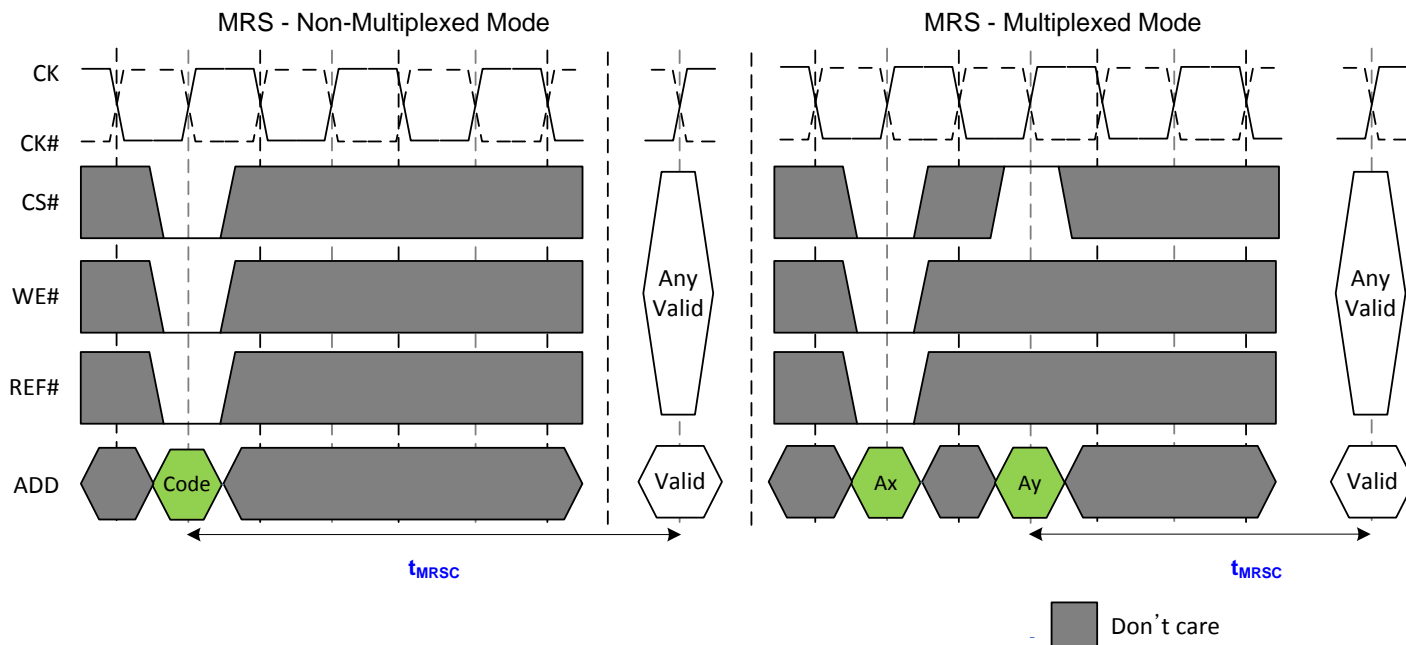 MRS - Non-Multiplexed Mode
MRS - Multiplexed Mode
CK
CK#
CS#
WE#
REF#
ADD
Any
Valid
Any
Valid
Code
Valid
Ax
Ay
Valid
tMRSC
tMRSC
Don't care